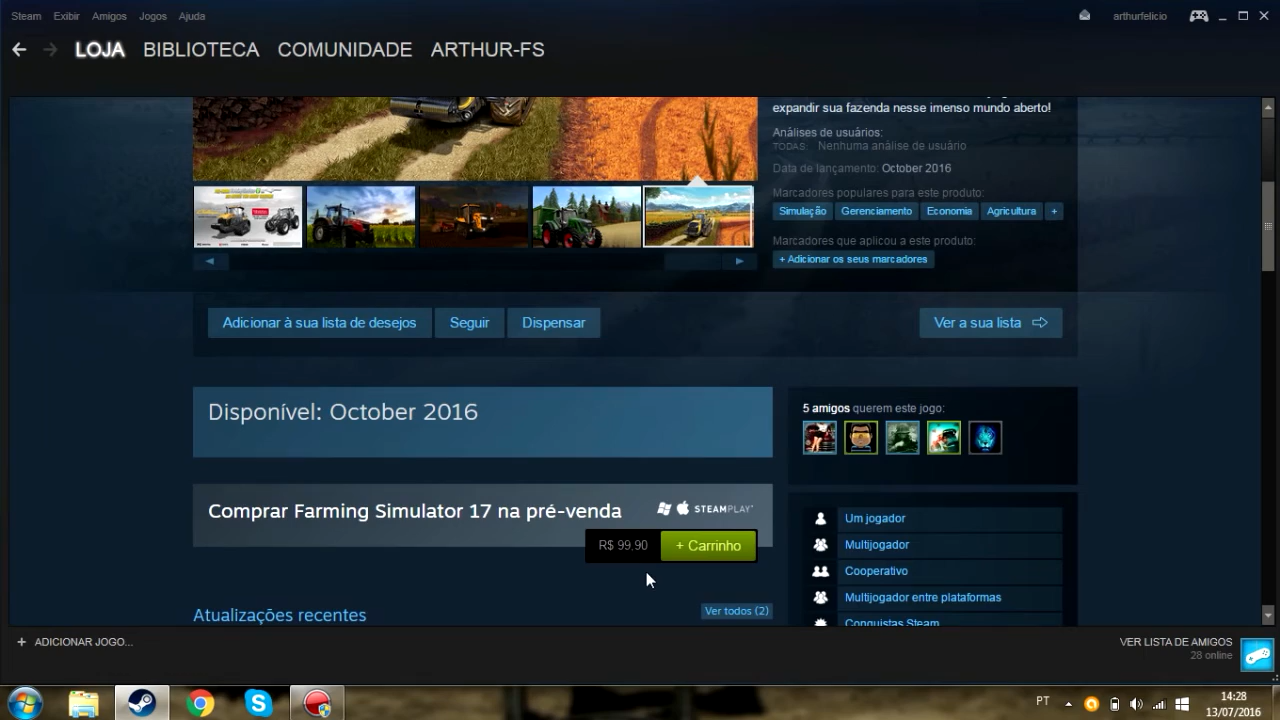 Steam Exibir Amigos Jogos Ajuda
arthurfelicio
LOJA BIBLIOTECA COMUNIDADE ARTHUR-FS
expandir sua fazenda nesse imenso mundo aberto!
Análises de usuários:
TODAS: Nenhuma análise de usuário
Data de lançamento: October 2016
Marcadores populares para este produto:
Simulação Gerenciamento Economia Agricultura +
Marcadores que aplicou a este produto:
+ Adicionar os seus marcadores
Adicionar à sua lista de desejos Seguir Dispensar Ver a sua lista
Disponível: October 2016
5 amigos querem este jogo:
Comprar Farming Simulator 17 na pré-venda
STEAMPLAY
R$ 99,90 + Carrinho
Um jogador
Multijogador
Cooperativo
Multijogador entre plataformas
Conquistas Steam
Atualizações recentes Ver todos (2)
+ ADICIONAR JOGO...
VER LISTA DE AMIGOS
28 online
PT
14:28
13/07/2016